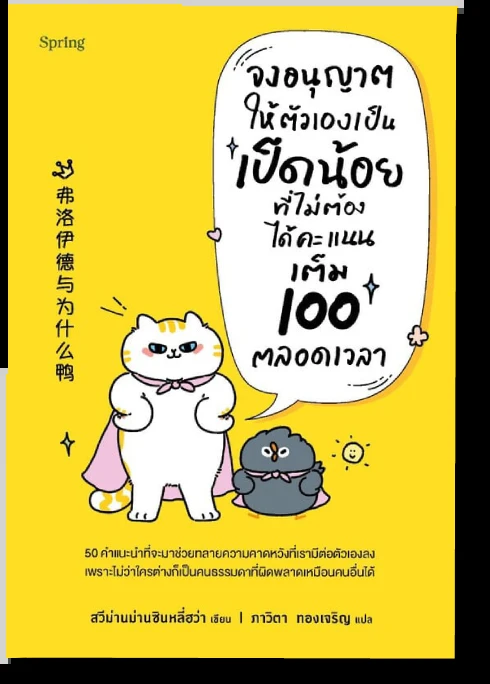 Spring
จงอนุญาต
ให้ตัวเองเป็น
เป็ดน้อย
ที่ไม่ต้อง
ได้คะแนน
เต็ม
100
ตลอดเวลา
弗洛伊德与为什么鸭
50 คำแนะนำที่จะมาช่วยทลายความคาดหวังที่เรามีต่อตัวเองลง
เพราะไม่ว่าใครต่างก็เป็นคนธรรมดาที่ผิดพลาดเหมือนคนอื่นได้
สวีม่านม่านซินหลี่ฮว่า เขียน | ภาวิตา ทองเจริญ แปล